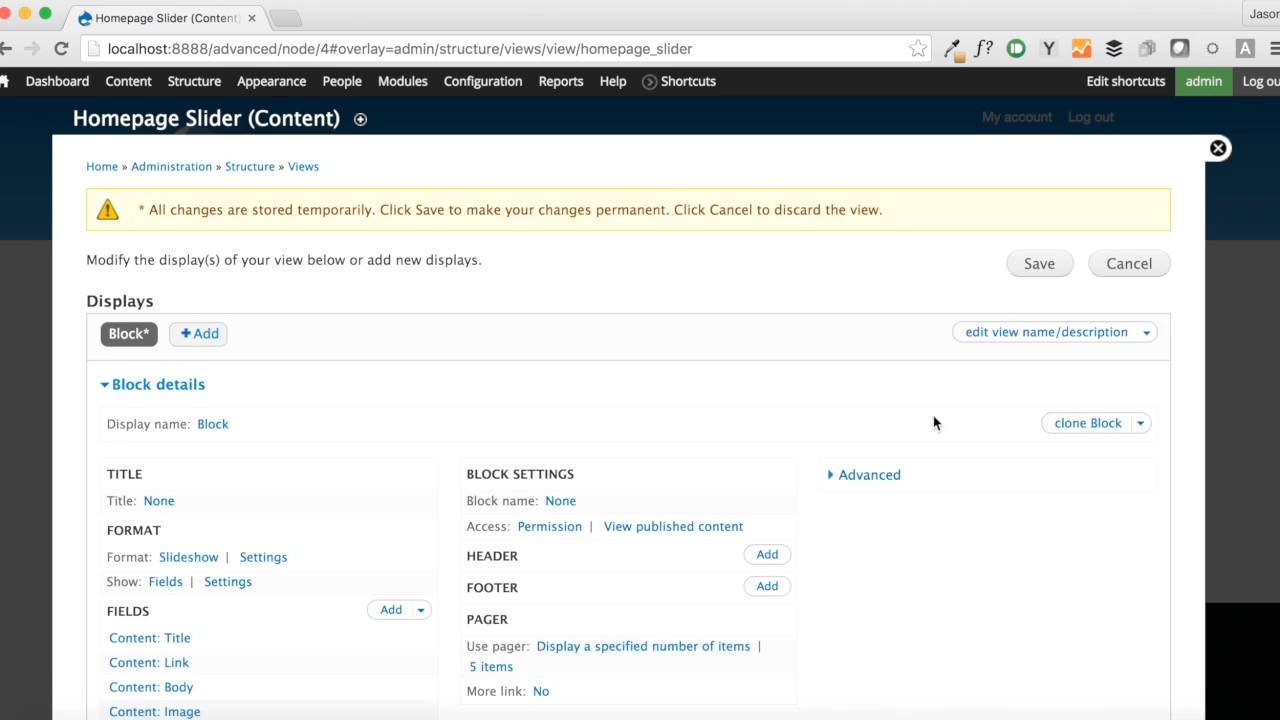 Homepage Slider (Content)
Jason
localhost:8888/advanced/node/4#overlay=admin/structure/views/view/homepage_slider
f?
Y
A
Dashboard Content Structure Appearance People Modules Configuration Reports Help Shortcuts Edit shortcuts admin Log ou
Homepage Slider (Content) My account Log out
Home » Administration » Structure » Views
* All changes are stored temporarily. Click Save to make your changes permanent. Click Cancel to discard the view.
Modify the display(s) of your view below or add new displays. Save Cancel
Displays
Block* Add edit view name/description
Block details
Display name: Block clone Block
TITLE
Title: None
FORMAT
Format: Slideshow | Settings
Show: Fields | Settings
FIELDS Add
Content: Title
Content: Link
Content: Body
Content: Image
BLOCK SETTINGS
Block name: None
Access: Permission | View published content
HEADER Add
FOOTER Add
PAGER
Use pager: Display a specified number of items |
5 items
More link: No
Advanced